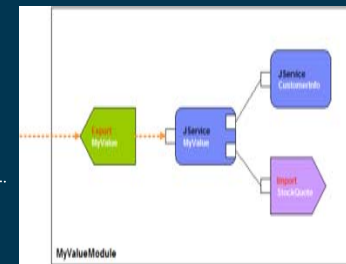 Export
MyValue
JService
MyValue
JService
CustomerInfo
Import
StockQuote
MyValueModule